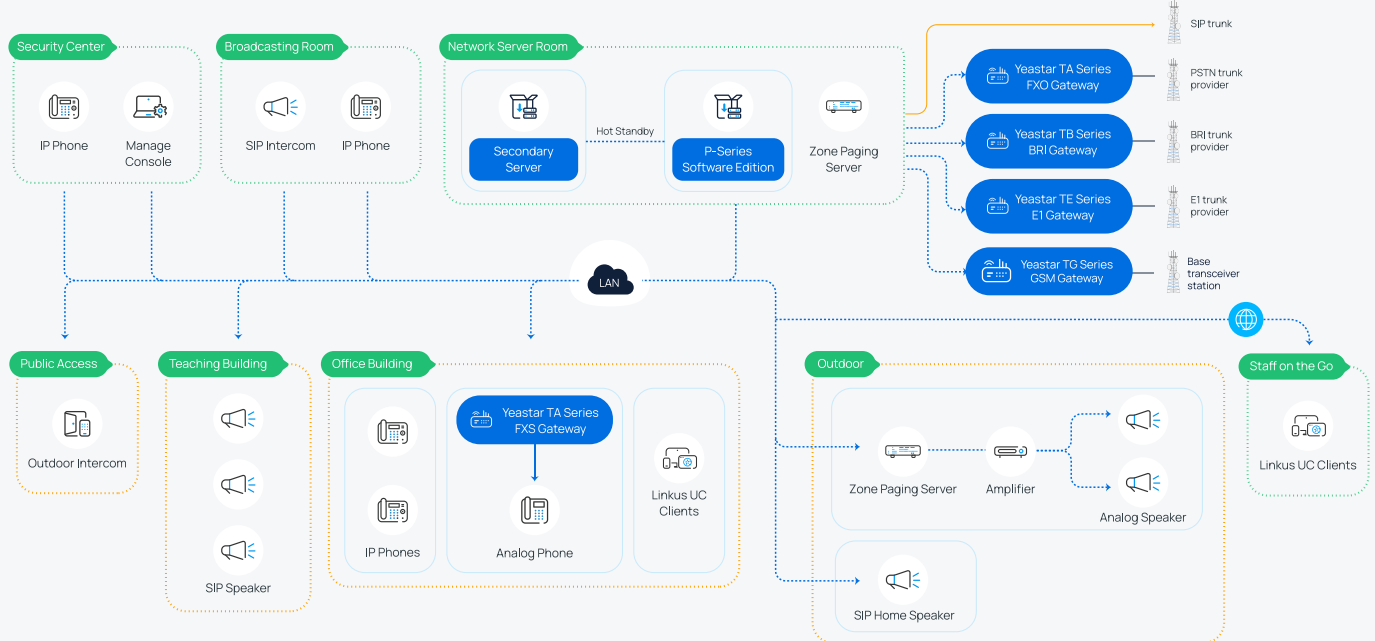 Security Center
IP Phone
Manage
Console
Broadcasting Room
SIP Intercom
IP Phone
Network Server Room
Secondary
Server
Hot Standby
P-Series
Software Edition
Zone Paging
Server
SIP trunk
Yeastar TA Series
FXO Gateway
PSTN trunk
provider
Yeastar TB Series
BRI Gateway
BRI trunk
provider
Yeastar TE Series
E1 Gateway
E1 trunk
provider
Yeastar TG Series
GSM Gateway
Base
transceiver
station
LAN
Public Access
Outdoor Intercom
Teaching Building
SIP Speaker
Office Building
IP Phones
Yeastar TA Series
FXS Gateway
Analog Phone
Linkus UC
Clients
Outdoor
Zone Paging Server
Amplifier
Analog Speaker
SIP Home Speaker
Staff on the Go
Linkus UC Clients